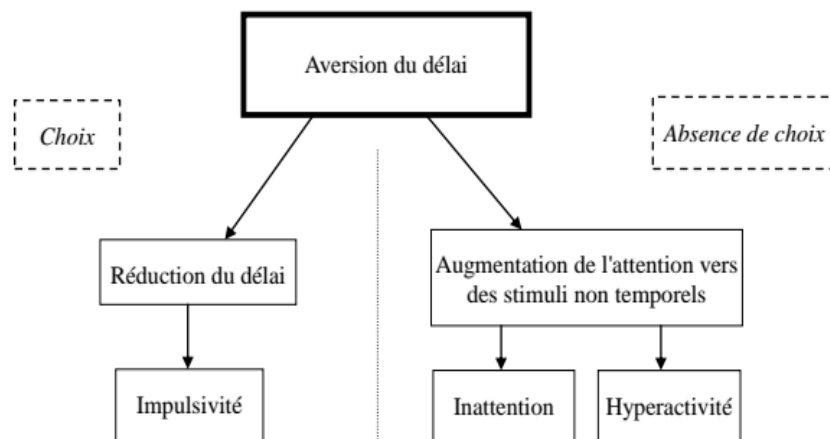 Aversion du délai
Choix
Absence de choix
Réduction du délai
Augmentation de l'attention vers
des stimuli non temporels
Impulsivité
Inattention
Hyperactivité